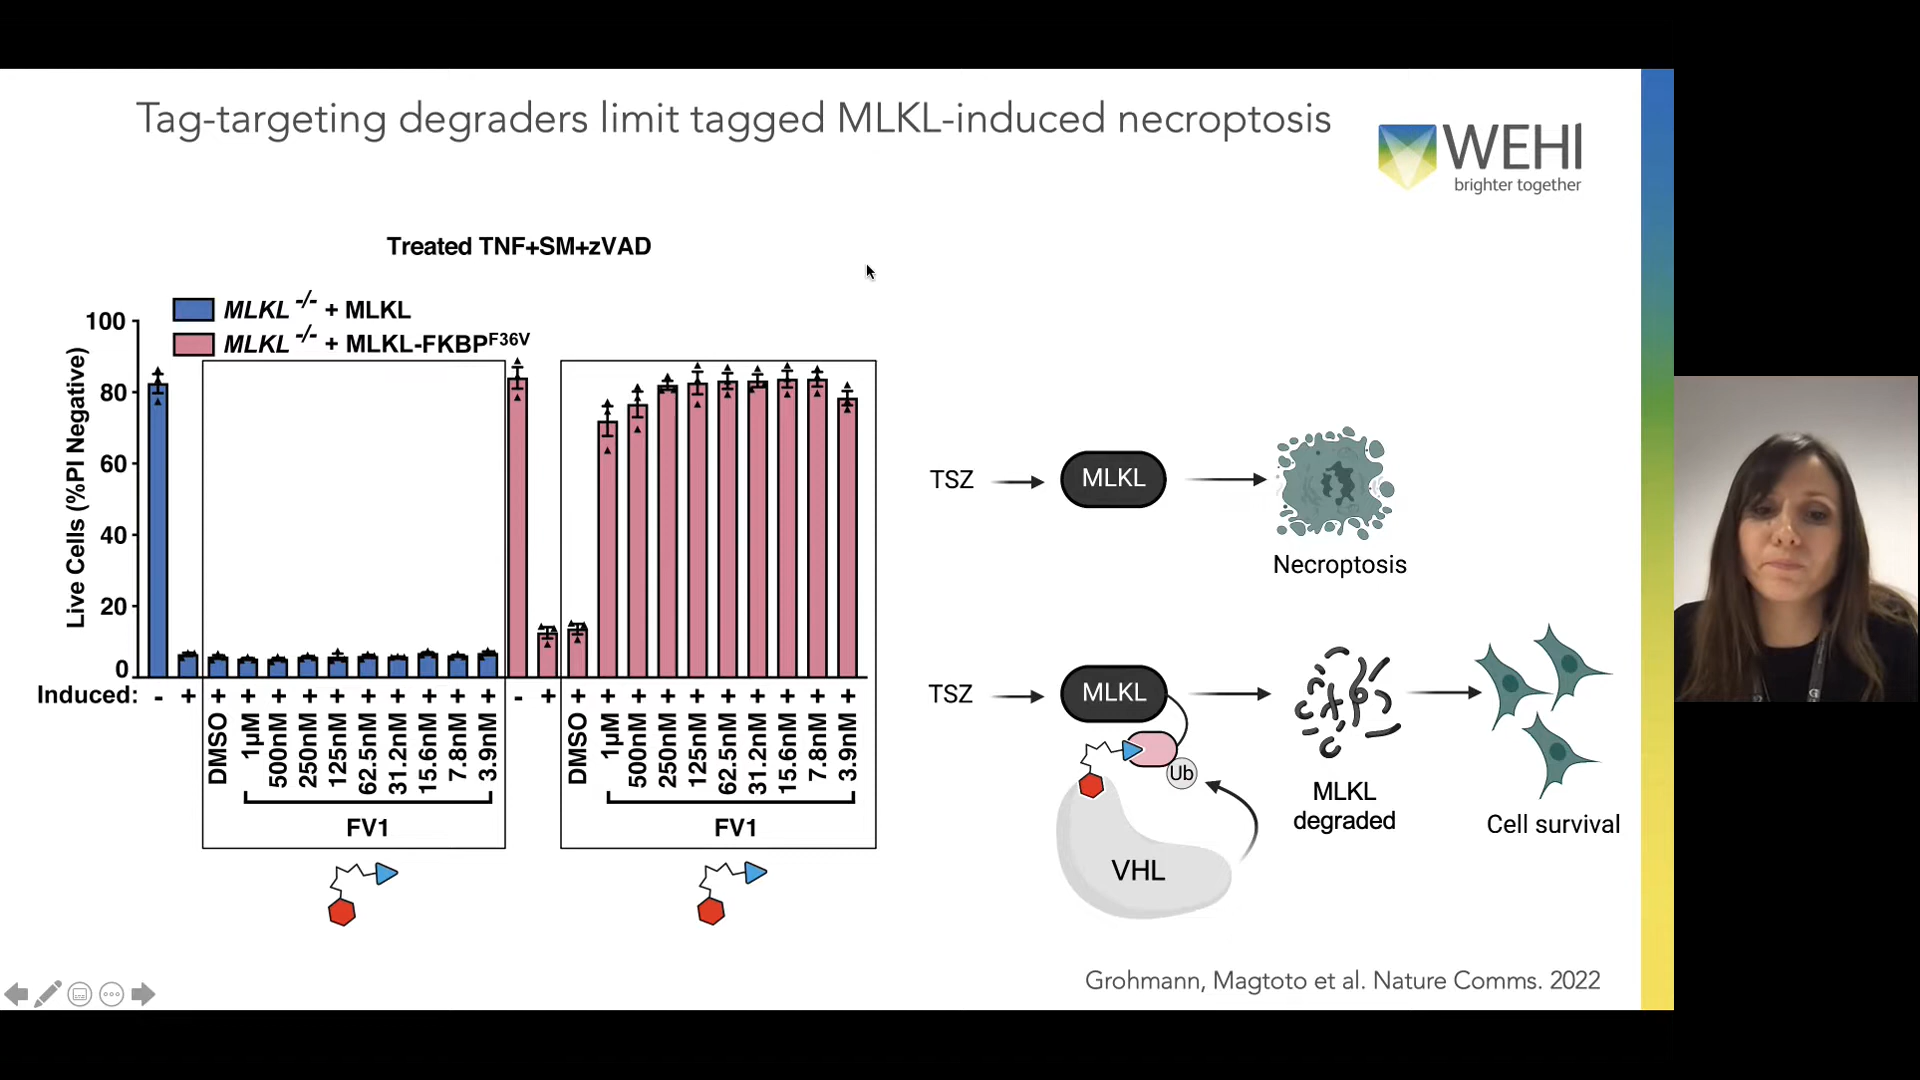 Tag-targeting degraders limit tagged MLKL-induced necroptosis
WEHI
brighter together
Treated TNF+SM+zVAD
MLKL -/- + MLKL
MLKL -/- + MLKL-FKBP F36V
Live Cells (%PI Negative)
100
80
60
40
20
0
Induced: - + + + + + + + + + + + - + + + + + + + + + + +
DMSO 1µM 500nM 250nM 125nM 62.5nM 31.2nM 15.6nM 7.8nM 3.9nM
FV1
DMSO 1µM 500nM 250nM 125nM 62.5nM 31.2nM 15.6nM 7.8nM 3.9nM
FV1
TSZ
MLKL
Necroptosis
TSZ
MLKL
Ub
VHL
MLKL
degraded
Cell survival
Grohmann, Magtoto et al. Nature Comms. 2022